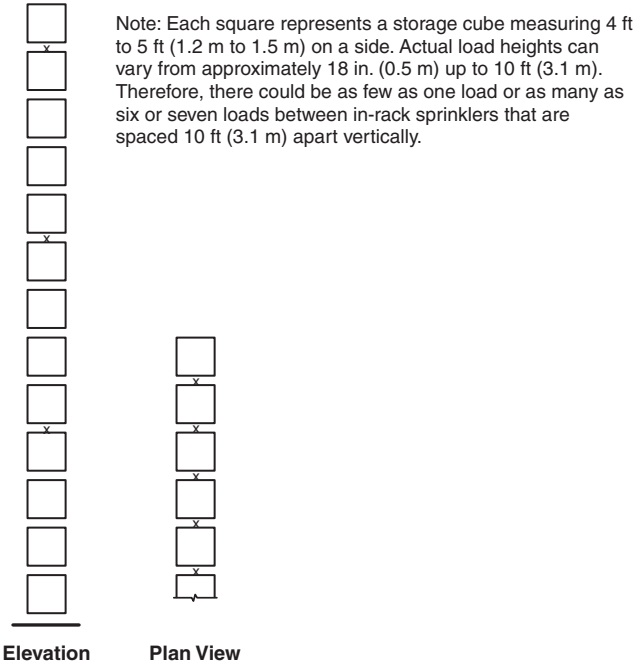 Note: Each square represents a storage cube measuring 4 ft
to 5 ft (1.2 m to 1.5 m) on a side. Actual load heights can
vary from approximately 18 in. (0.5 m) up to 10 ft (3.1 m).
Therefore, there could be as few as one load or as many as
six or seven loads between in-rack sprinklers that are
spaced 10 ft (3.1 m) apart vertically.
x
x
x
x
x
x
x
x
Elevation Plan View